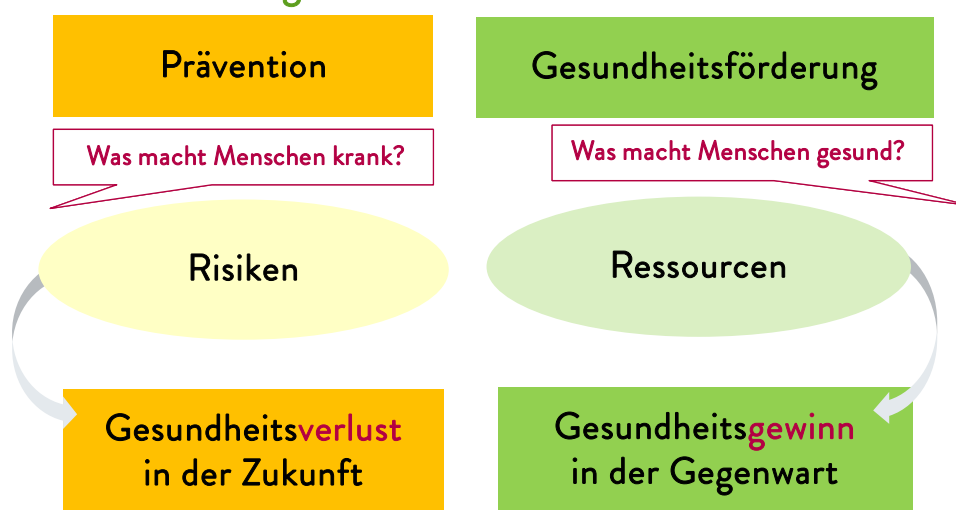 Prävention
Was macht Menschen krank?
Risiken
Gesundheitsverlust
in der Zukunft
Gesundheitsförderung
Was macht Menschen gesund?
Ressourcen
Gesundheitsgewinn
in der Gegenwart